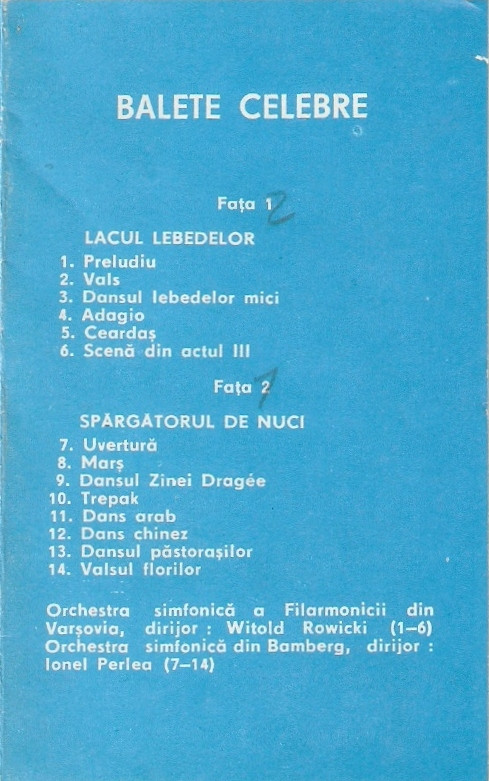 BALETE CELEBRE
Fața 1 2
LACUL LEBEDELOR
1. Preludiu
2. Vals
3. Dansul lebedelor mici
4. Adagio
5. Ceardaș
6. Scenă din actul III
Fața 2 1
SPĂRGĂTORUL DE NUCI
7. Uvertură
8. Marș
9. Dansul Zinei Dragée
10. Trepak
11. Dans arab
12. Dans chinez
13. Dansul păstorașilor
14. Valsul florilor
Orchestra simfonică a Filarmonicii din
Varșovia, dirijor : Witold Rowicki (1–6)
Orchestra simfonică din Bamberg, dirijor :
Ionel Perlea (7–14)